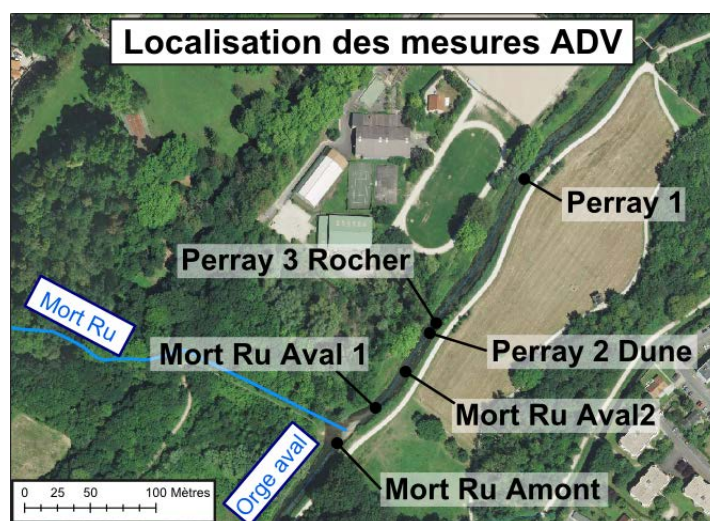 Localisation des mesures ADV
Perray 1
Perray 3 Rocher
Mort Ru
Mort Ru Aval 1
Perray 2 Dune
Mort Ru Aval2
Orge aval
Mort Ru Amont
0 25 50 100 Mètres